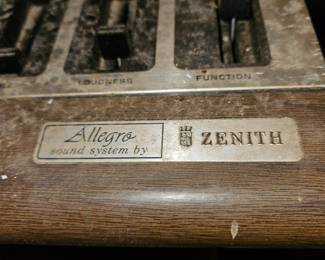 LOUDNESS
FUNCTION
Allegro
sound system by
ZENITH